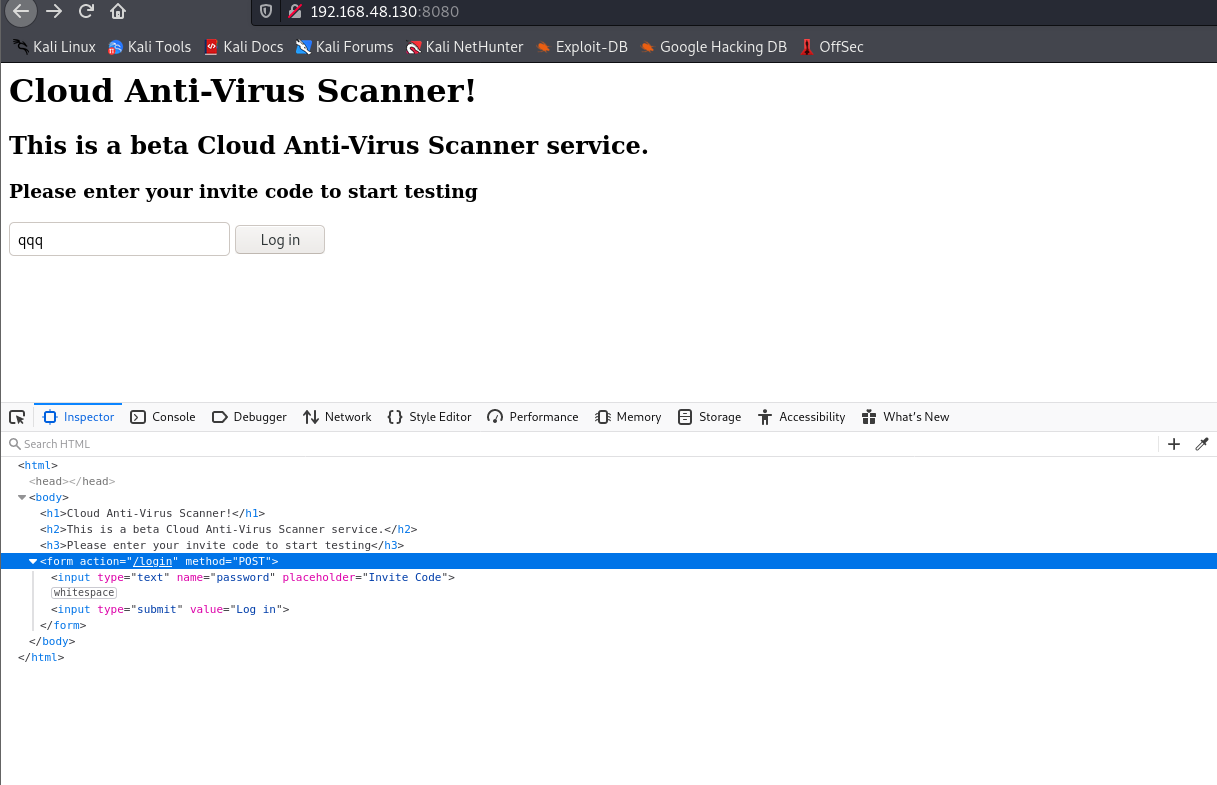 192.168.48.130:8080
Kali Linux Kali Tools Kali Docs Kali Forums Kali NetHunter Exploit-DB Google Hacking DB OffSec
Cloud Anti-Virus Scanner!
This is a beta Cloud Anti-Virus Scanner service.
Please enter your invite code to start testing
qqq Log in
Inspector Console Debugger Network Style Editor Performance Memory Storage Accessibility What's New
Search HTML
<html>
<head></head>
<body>
<h1>Cloud Anti-Virus Scanner!</h1>
<h2>This is a beta Cloud Anti-Virus Scanner service.</h2>
<h3>Please enter your invite code to start testing</h3>
<form action="/login" method="POST">
<input type="text" name="password" placeholder="Invite Code">
whitespace
<input type="submit" value="Log in">
</form>
</body>
</html>